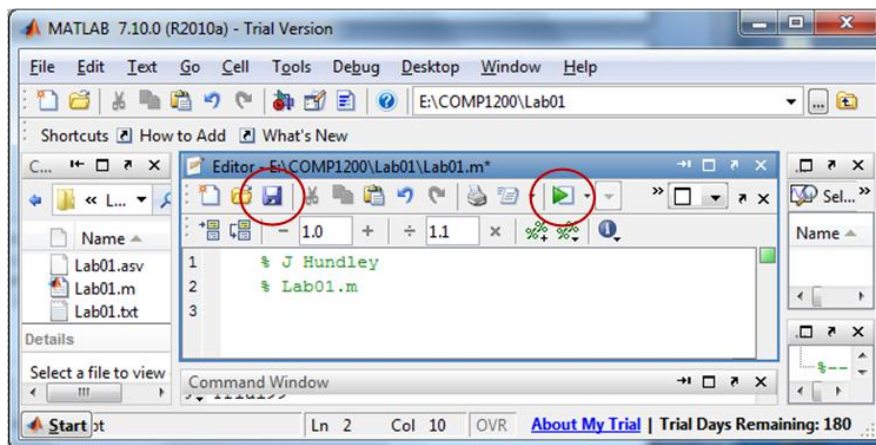 MATLAB 7.10.0 (R2010a) - Trial Version
File Edit Text Go Cell Tools Debug Desktop Window Help
E:\COMP1200\Lab01
Shortcuts How to Add What's New
C...
Editor - E:\COMP1200\Lab01\Lab01.m*
« L...
Sel...
»
Name
1.0
1.1
Name
Lab01.asv
Lab01.m
Lab01.txt
1 % J Hundley
2 % Lab01.m
3
Details
Select a file to view
Command Window
%--
Start
Ln 2 Col 10 OVR About My Trial | Trial Days Remaining: 180